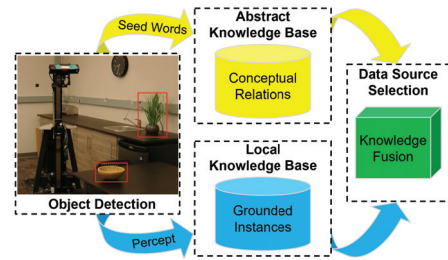 Seed Words
Abstract
Knowledge Base
Conceptual
Relations
Data Source
Selection
Knowledge
Fusion
Local
Knowledge Base
Grounded
Instances
Object Detection
Percept